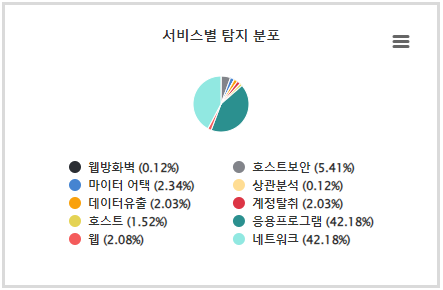 서비스별 탐지 분포
웹방화벽 (0.12%) 호스트보안 (5.41%)
마이터 어택 (2.34%) 상관분석 (0.12%)
데이터유출 (2.03%) 계정탈취 (2.03%)
호스트 (1.52%) 응용프로그램 (42.18%)
웹 (2.08%) 네트워크 (42.18%)